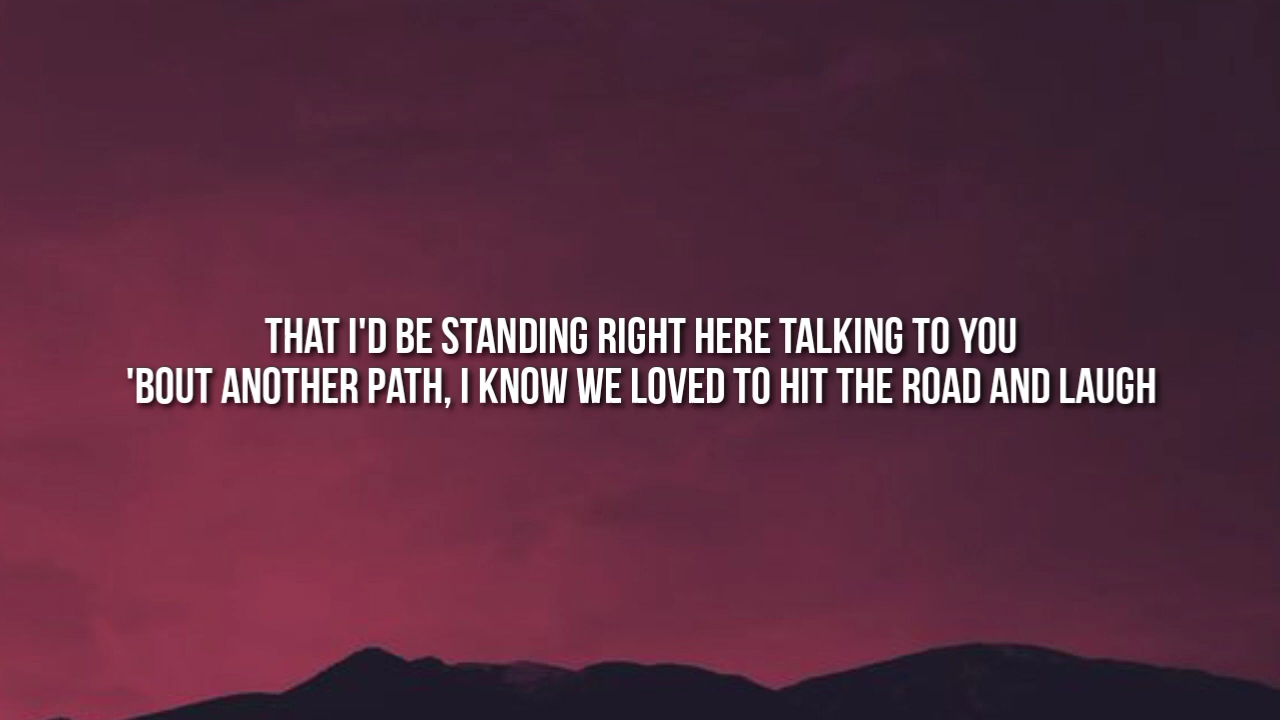 THAT I'D BE STANDING RIGHT HERE TALKING TO YOU
'BOUT ANOTHER PATH, I KNOW WE LOVED TO HIT THE ROAD AND LAUGH